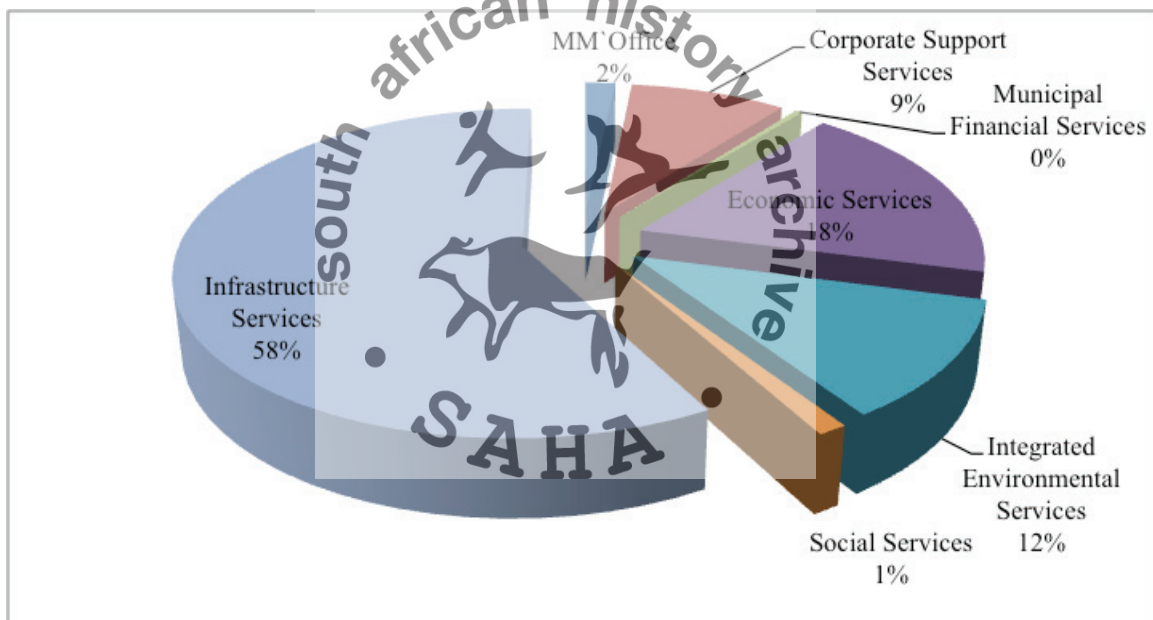 south african history archive
SAHA
MM`Office
2%
Corporate Support
Services
9%
Municipal
Financial Services
0%
Economic Services
18%
Infrastructure
Services
58%
Integrated
Environmental
Services
12%
Social Services
1%